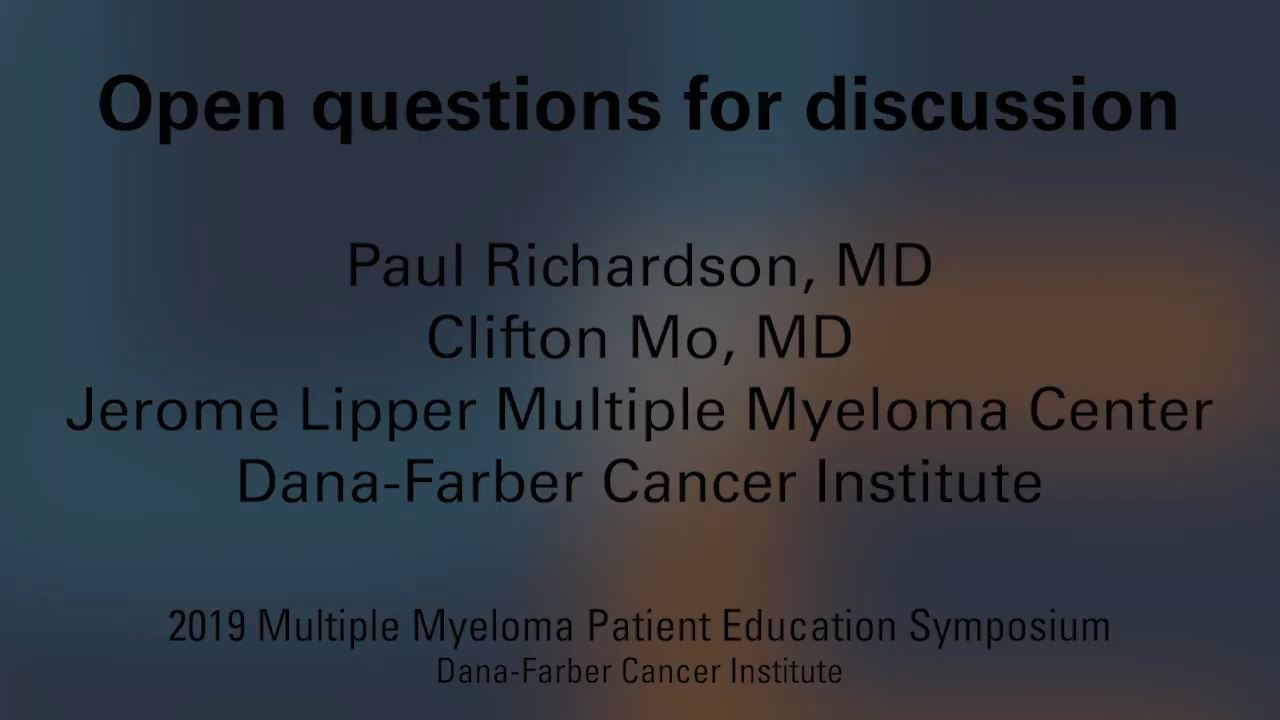 Open questions for discussion
Paul Richardson, MD
Clifton Mo, MD
Jerome Lipper Multiple Myeloma Center
Dana-Farber Cancer Institute
2019 Multiple Myeloma Patient Education Symposium
Dana-Farber Cancer Institute